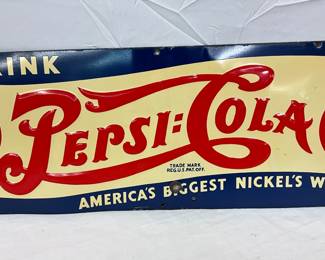 RINK
PEPSI:COLA
TRADE MARK
REG. U.S. PAT. OFF.
AMERICA'S BIGGEST NICKEL'S W